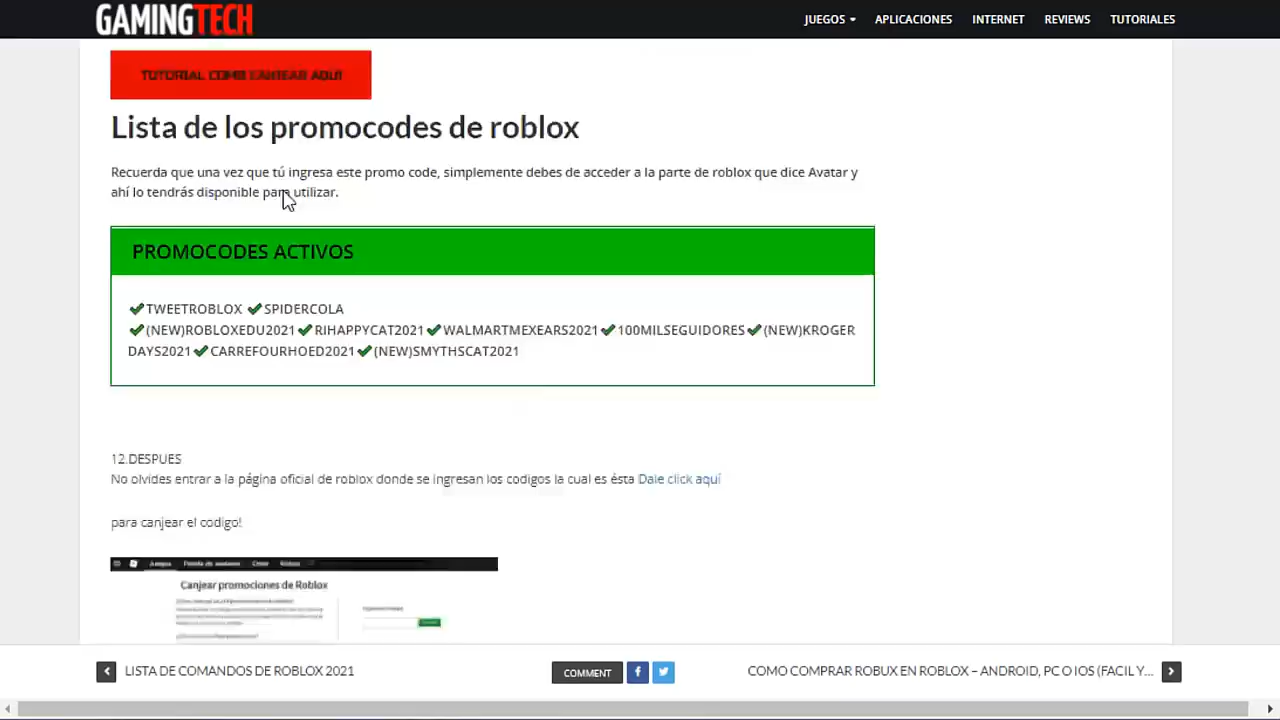 GAMINGTECH
JUEGOS APLICACIONES INTERNET REVIEWS TUTORIALES
TUTORIAL COMO CANJEAR AQUI
Lista de los promocodes de roblox
Recuerda que una vez que tú ingresa este promo code, simplemente debes de acceder a la parte de roblox que dice Avatar y
ahí lo tendrás disponible para utilizar.
PROMOCODES ACTIVOS
✔TWEETROBLOX ✔SPIDERCOLA
✔(NEW)ROBLOXEDU2021✔RIHAPPYCAT2021✔WALMARTMEXEARS2021✔100MILSEGUIDORES✔(NEW)KROGER
DAYS2021✔CARREFOURHOED2021✔(NEW)SMYTHSCAT2021
12.DESPUES
No olvides entrar a la página oficial de roblox donde se ingresan los codigos la cual es ésta Dale click aquí
para canjear el codigo!
Juegos Crear Robux
Canjear promociones de Roblox
LISTA DE COMANDOS DE ROBLOX 2021
COMMENT
COMO COMPRAR ROBUX EN ROBLOX – ANDROID, PC O IOS (FACIL Y...